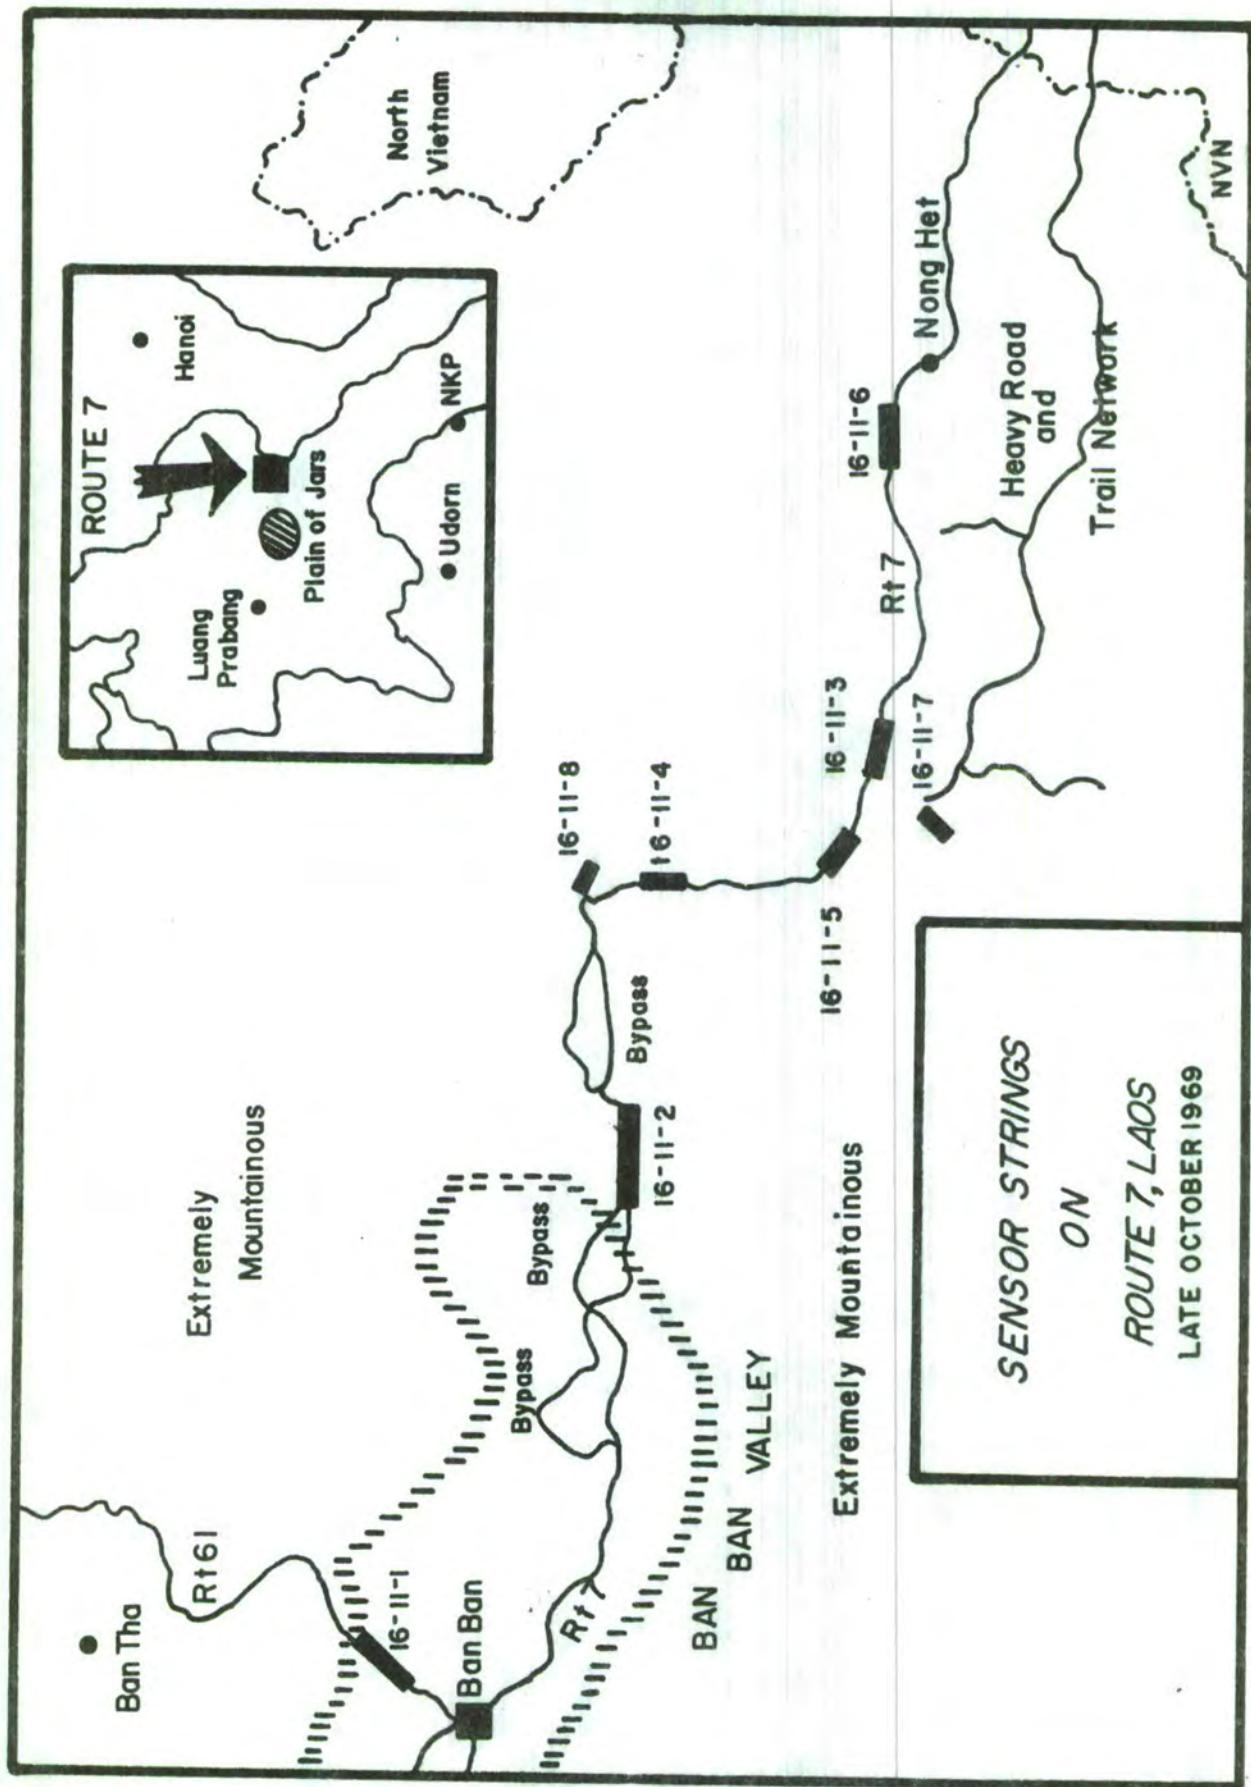 ROUTE 7
Hanoi
Luang
Prabang
Plain of Jars
Udorn
NKP
North
Vietnam
Ban Tha
Rt 61
Extremely
Mountainous
16-11-1
Ban Ban
Rt 7
Bypass
Bypass
BAN BAN VALLEY
16-11-2
Bypass
16-11-8
16-11-4
16-11-5
16-11-3
16-11-7
Rt 7
16-11-6
Nong Het
Heavy Road
and
Trail Network
NVN
Extremely Mountainous
SENSOR STRINGS
ON
ROUTE 7, LAOS
LATE OCTOBER 1969